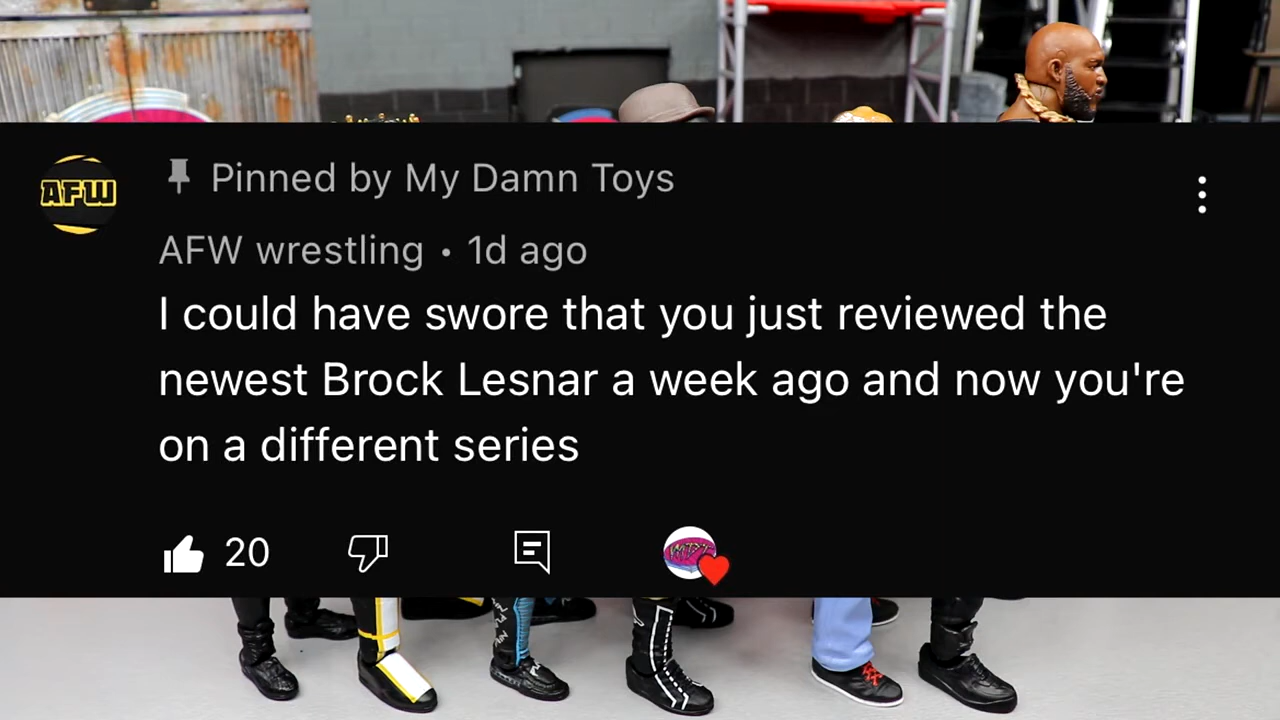 AFW
Pinned by My Damn Toys
AFW wrestling • 1d ago
I could have swore that you just reviewed the
newest Brock Lesnar a week ago and now you're
on a different series
20
MDT